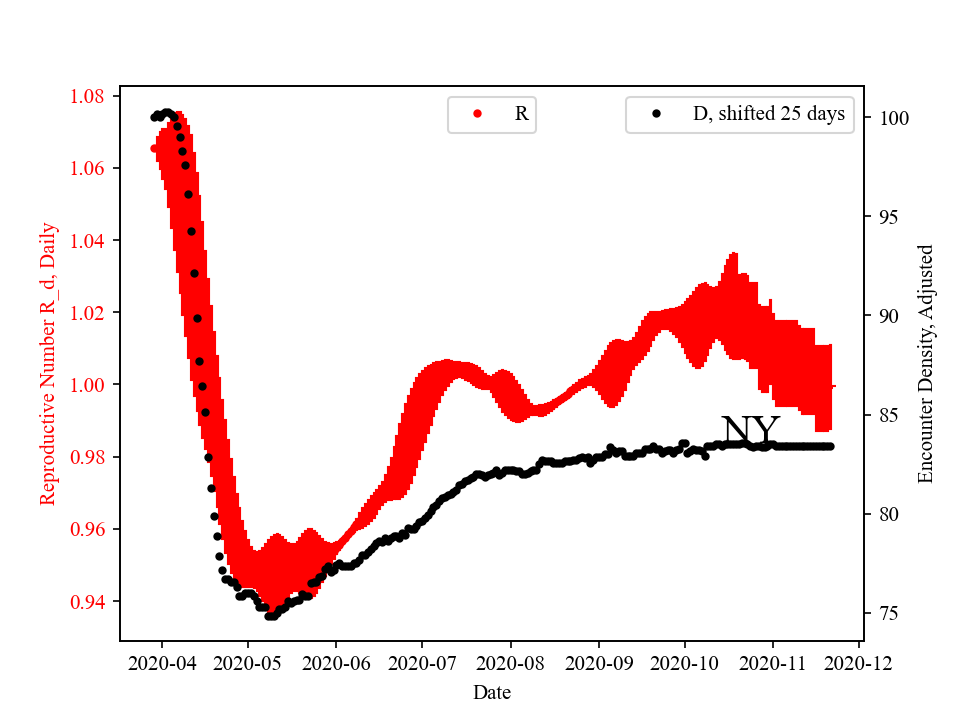 R
D, shifted 25 days
1.08
1.06
1.04
1.02
1.00
0.98
0.96
0.94
Reproductive Number R_d, Daily
100
95
90
85
80
75
Encounter Density, Adjusted
NY
2020-04 2020-05 2020-06 2020-07 2020-08 2020-09 2020-10 2020-11 2020-12
Date